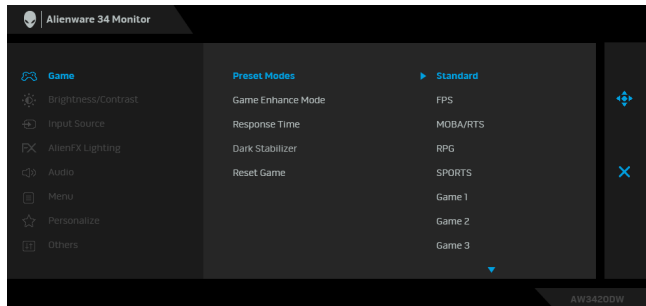 Alienware 34 Monitor
Game
Brightness/Contrast
Input Source
AlienFX Lighting
Audio
Menu
Personalize
Others
Preset Modes
Game Enhance Mode
Response Time
Dark Stabilizer
Reset Game
Standard
FPS
MOBA/RTS
RPG
SPORTS
Game 1
Game 2
Game 3
AW3420DW